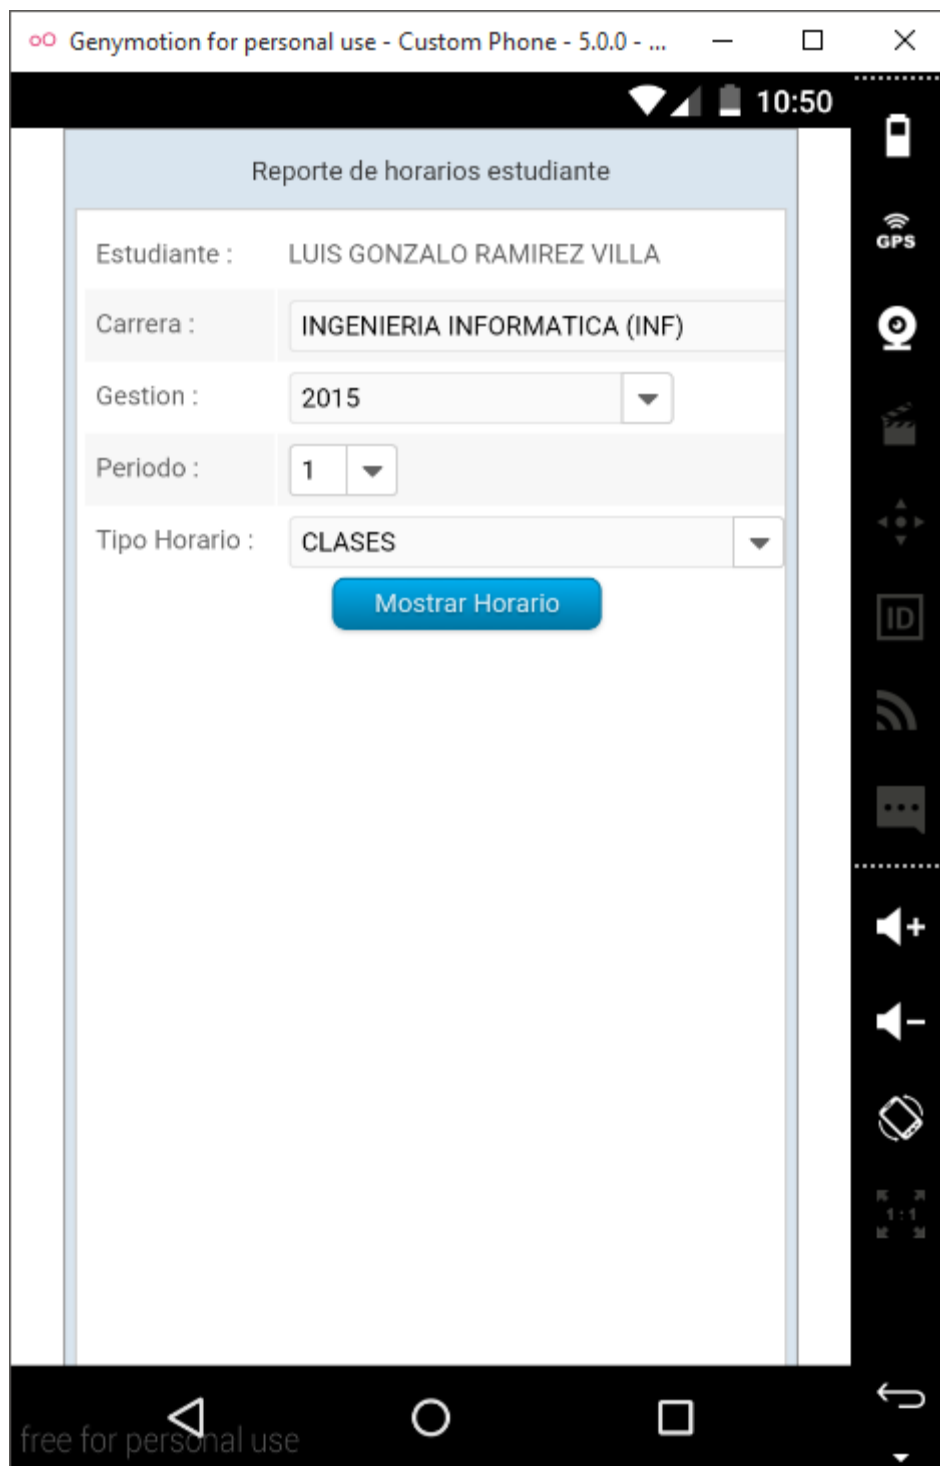 Genymotion for personal use - Custom Phone - 5.0.0 - ...
10:50
Reporte de horarios estudiante
GPS
Estudiante : LUIS GONZALO RAMIREZ VILLA
Carrera : INGENIERIA INFORMATICA (INF)
Gestion : 2015
Periodo : 1
Tipo Horario : CLASES
Mostrar Horario
ID
1:1
free for personal use